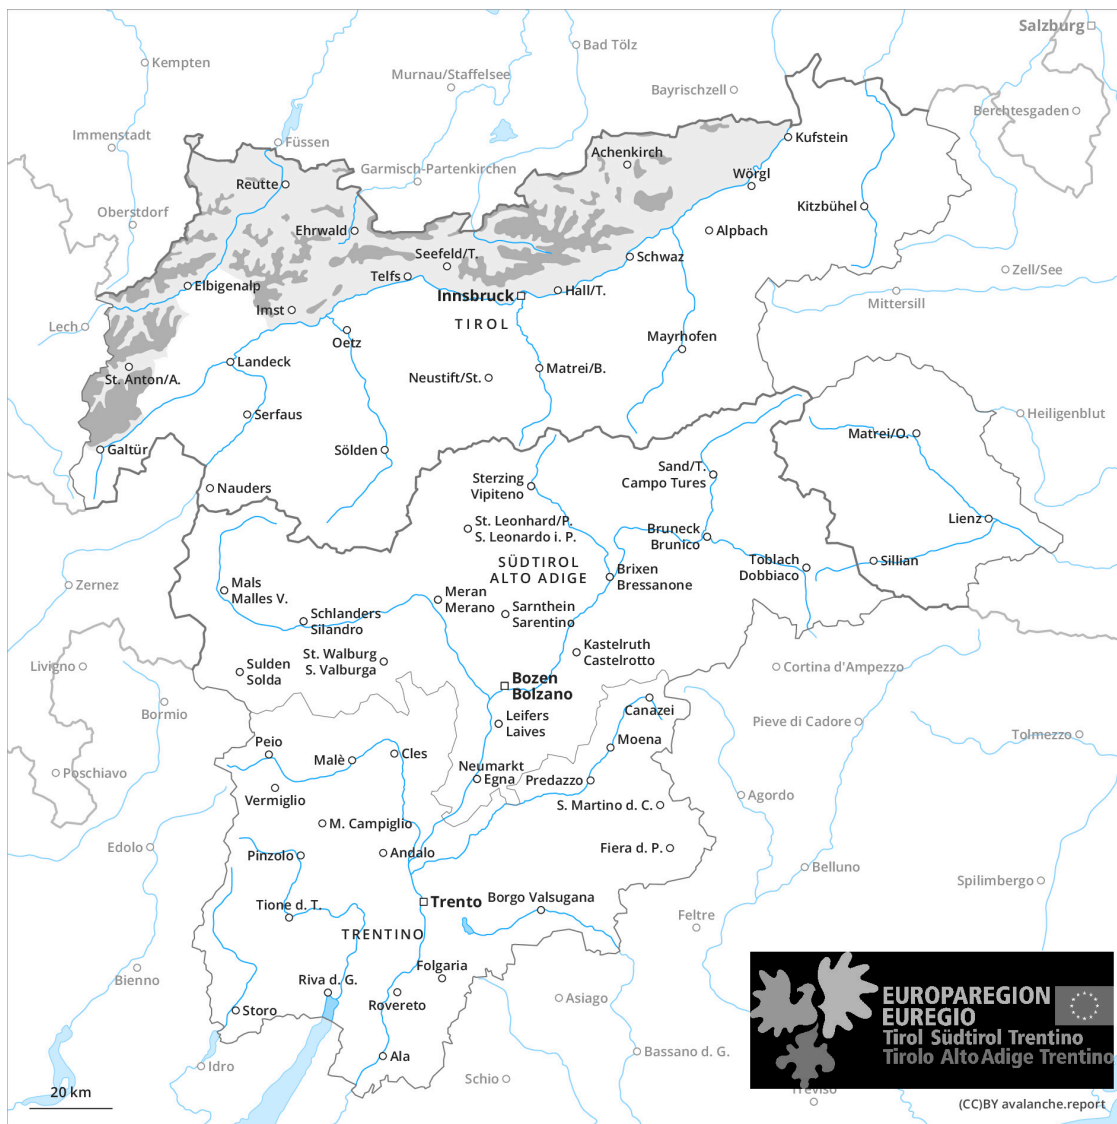 Salzburg
Bad Tölz
Kempten
Murnau/Staffelsee
Bayrischzell
Berchtesgaden
Immenstadt
Füssen
Kufstein
Achenkirch
Garmisch-Partenkirchen
Wörgl
Reutte
Kitzbühel
Oberstdorf
Ehrwald
Alpbach
Seefeld/T.
Schwaz
Zell/See
Telfs
Elbigenalp
Hall/T.
Innsbruck
Mittersill
Imst
TIROL
Lech
Oetz
Mayrhofen
Landeck
Matrei/B.
St. Anton/A.
Neustift/St.
Serfaus
Heiligenblut
Matrei/O.
Galtür
Sölden
Sand/T.
Campo Tures
Sterzing
Vipiteno
Nauders
St. Leonhard/P.
S. Leonardo i. P.
Lienz
Bruneck
Brunico
SÜDTIROL
ALTO ADIGE
Toblach
Dobbiaco
Sillian
Brixen
Bressanone
Zernez
Mals
Malles V.
Meran
Merano
Sarnthein
Sarentino
Schlanders
Silandro
Kastelruth
Castelrotto
St. Walburg
S. Valburga
Livigno
Sulden
Solda
Cortina d'Ampezzo
Bozen
Bolzano
Canazei
Bormio
Leifers
Laives
Pieve di Cadore
Tolmezzo
Moena
Peio
Cles
Malè
Neumarkt
Egna
Predazzo
Poschiavo
Vermiglio
Agordo
S. Martino d. C.
M. Campiglio
Edolo
Pinzolo
Andalo
Fiera d. P.
Belluno
Spilimbergo
Trento
Borgo Valsugana
Tione d. T.
Feltre
TRENTINO
Folgaria
Bienno
Riva d. G.
Rovereto
Asiago
Storo
EUROPAREGION
EUREGIO
Tirol Südtirol Trentino
Tirolo Alto Adige Trentino
Ala
Bassano d. G.
Idro
Schio
Treviso
20 km
(CC)BY avalanche.report